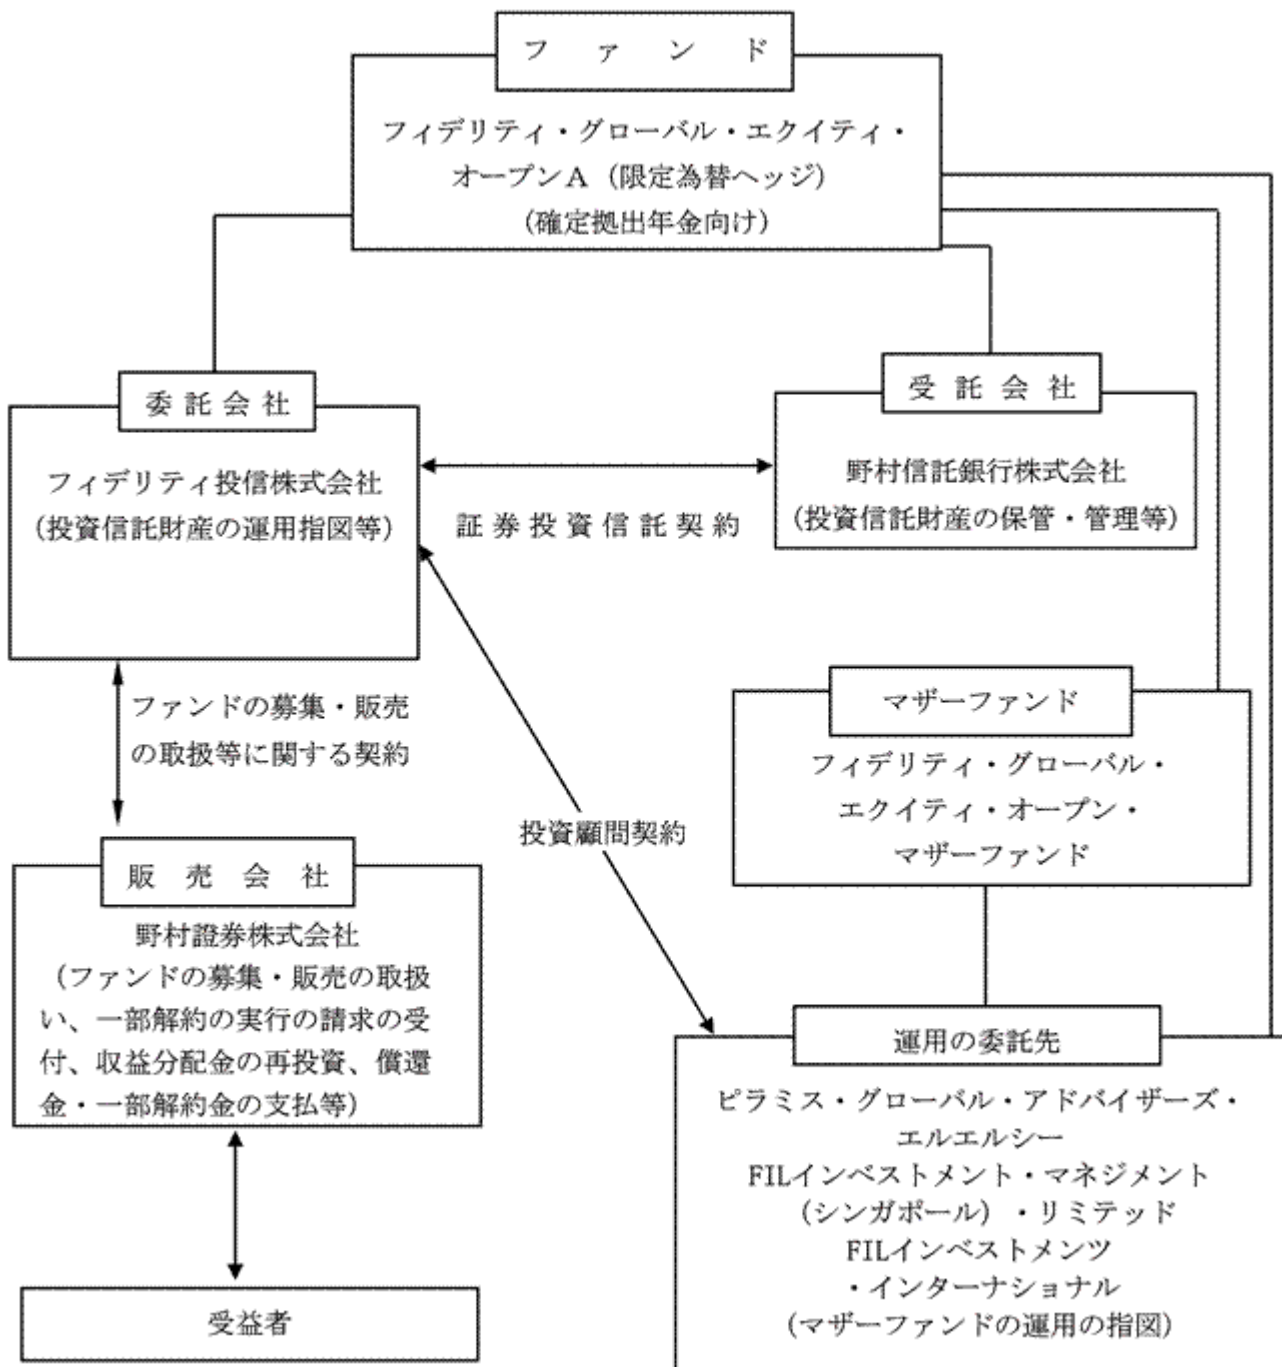 ファンド
フィデリティ・グローバル・エクイティ・
オープンA（限定為替ヘッジ）
（確定拠出年金向け）
委託会社
フィデリティ投信株式会社
（投資信託財産の運用指図等）
証券投資信託契約
受託会社
野村信託銀行株式会社
（投資信託財産の保管・管理等）
ファンドの募集・販売
の取扱等に関する契約
投資顧問契約
マザーファンド
フィデリティ・グローバル・
エクイティ・オープン・
マザーファンド
販売会社
野村證券株式会社
（ファンドの募集・販売の取扱
い、一部解約の実行の請求の受
付、収益分配金の再投資、償還
金・一部解約金の支払等）
運用の委託先
ピラミス・グローバル・アドバイザーズ・
エルエルシー
FILインベストメント・マネジメント
（シンガポール）・リミテッド
FILインベストメンツ
・インターナショナル
（マザーファンドの運用の指図）
受益者